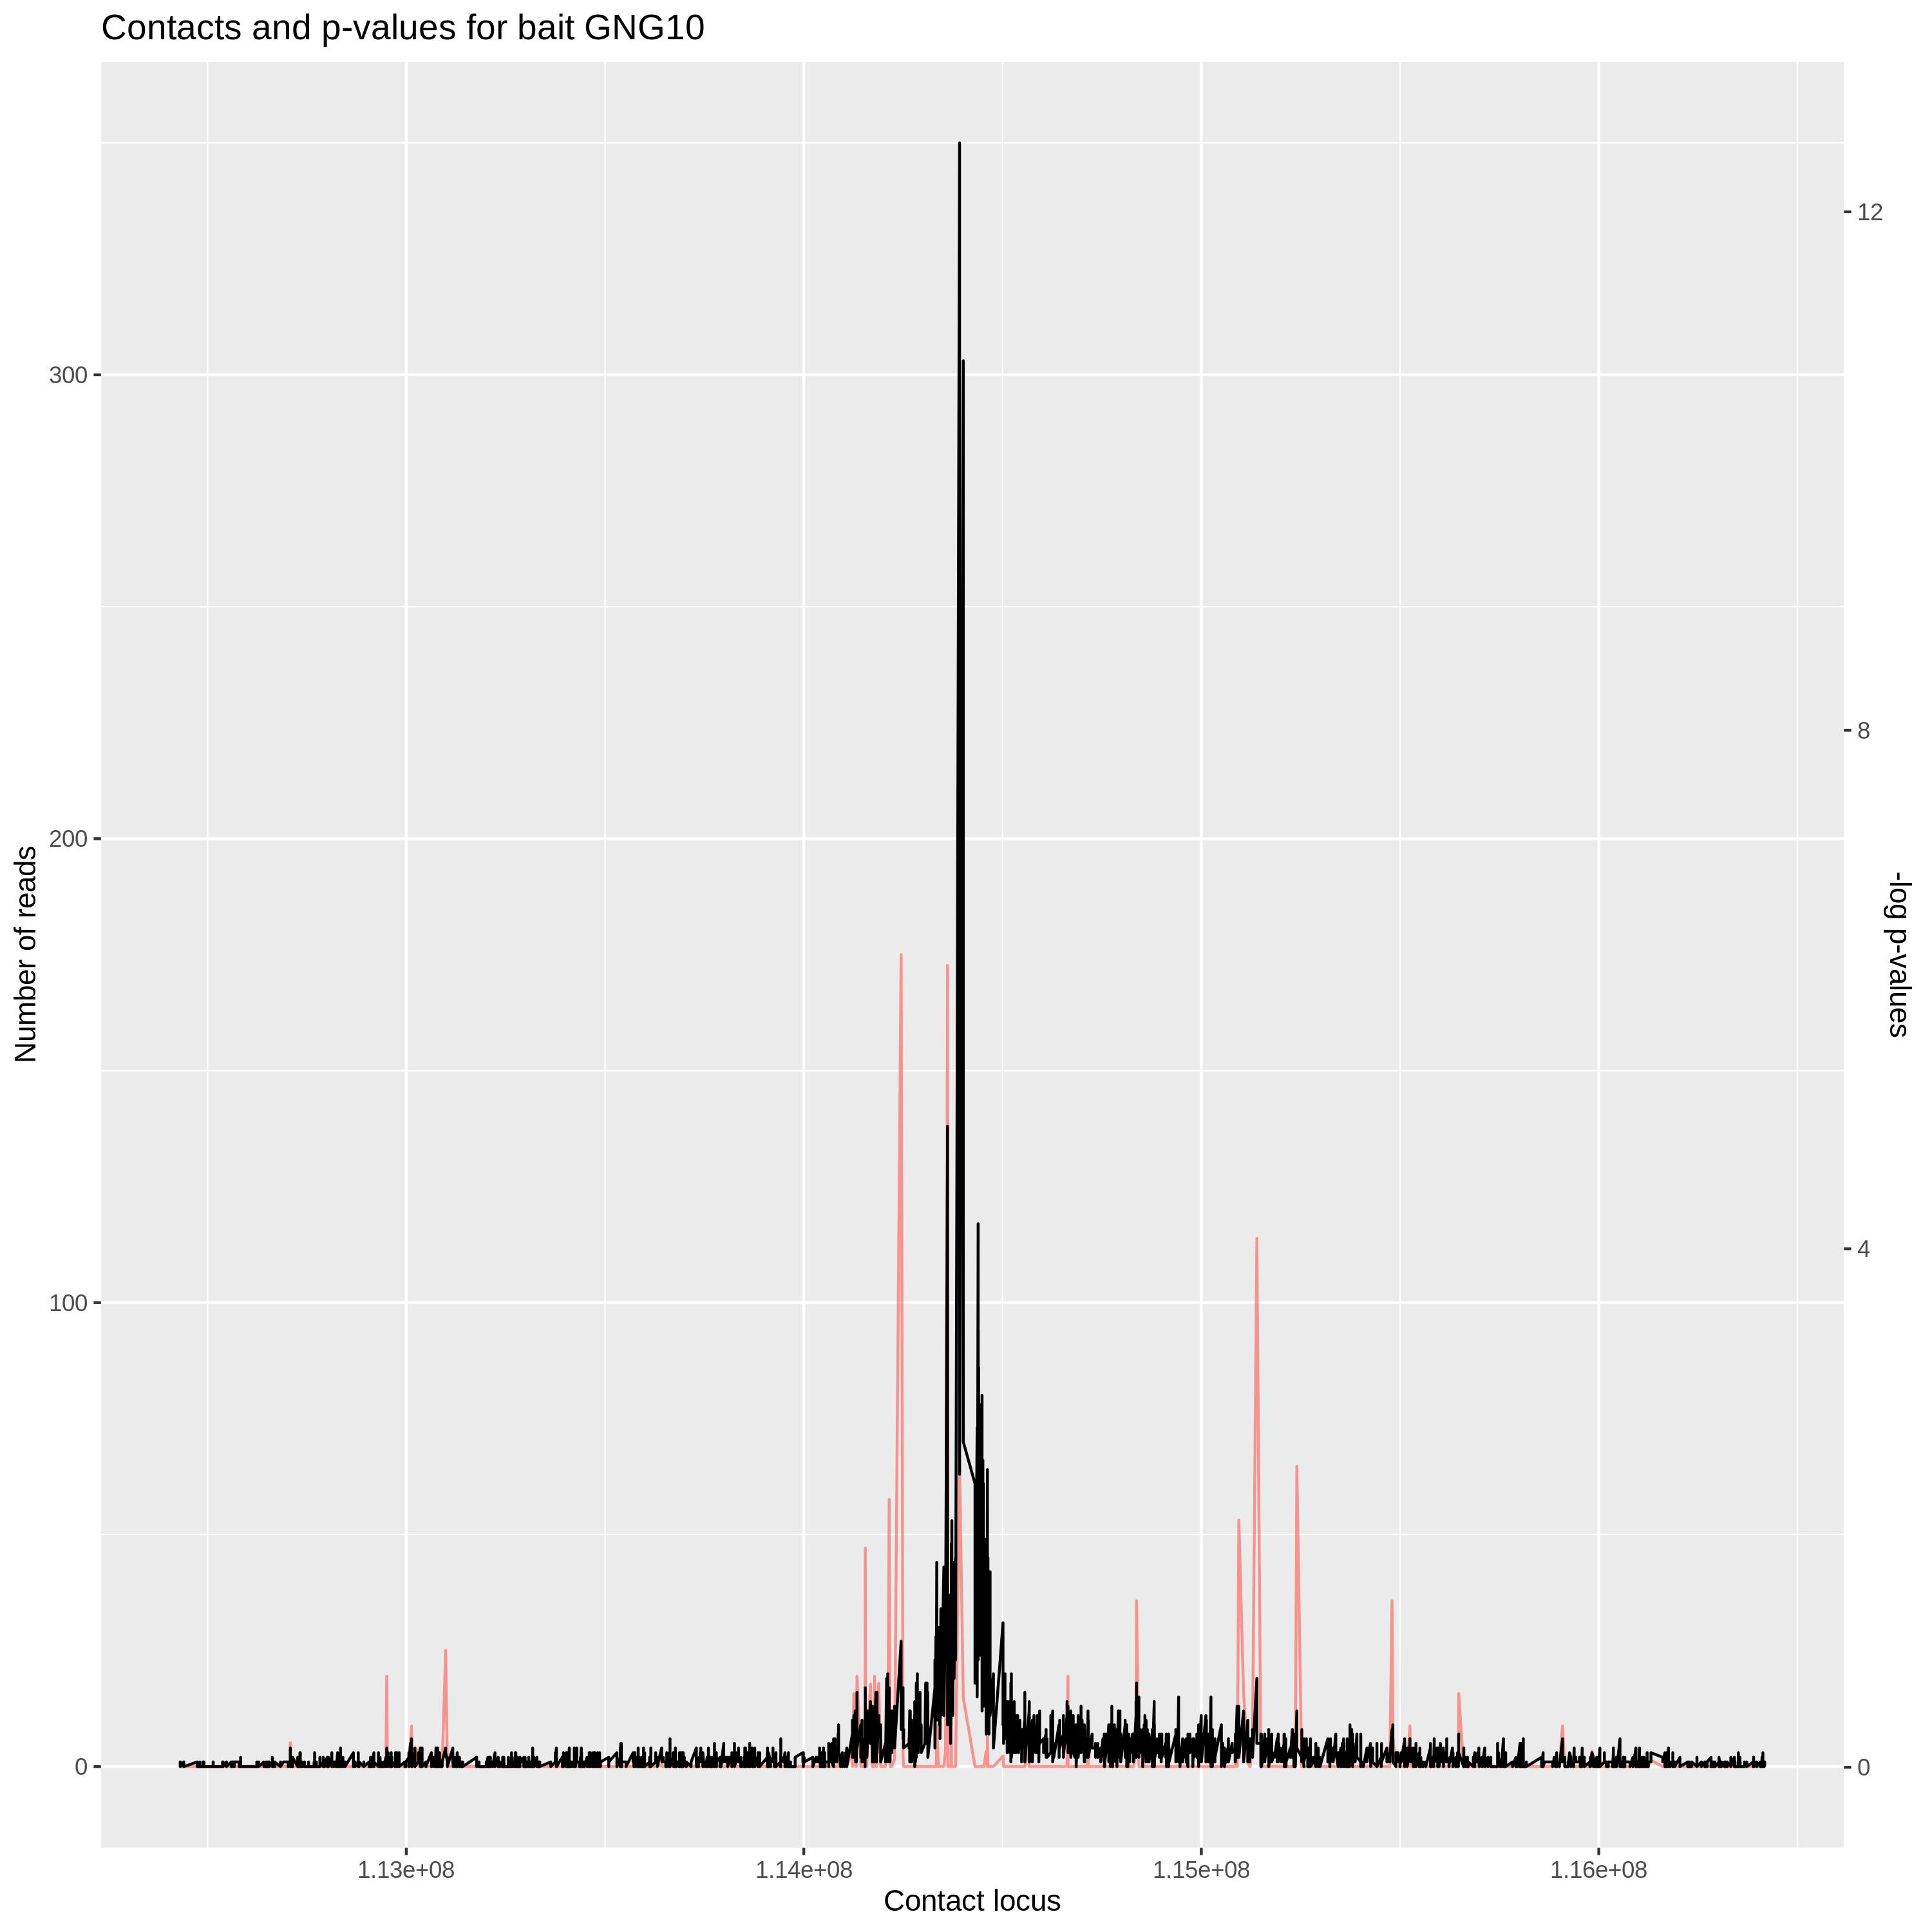 Contacts and p-values for bait GNG10
Number of reads
300
200
100
0
12
8
4
0
-log p-values
1.13e+08
1.14e+08
1.15e+08
1.16e+08
Contact locus